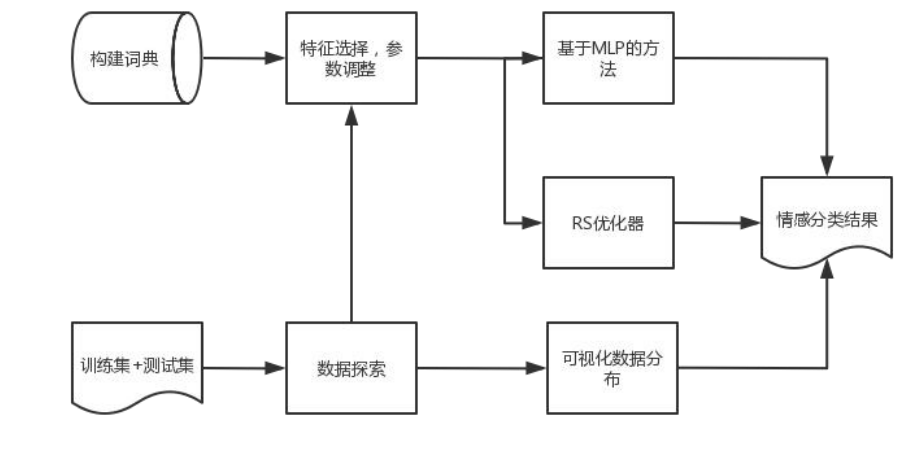 构建词典
特征选择，参
数调整
基于MLP的方
法
RS优化器
情感分类结果
训练集+测试集
数据探索
可视化数据分
布